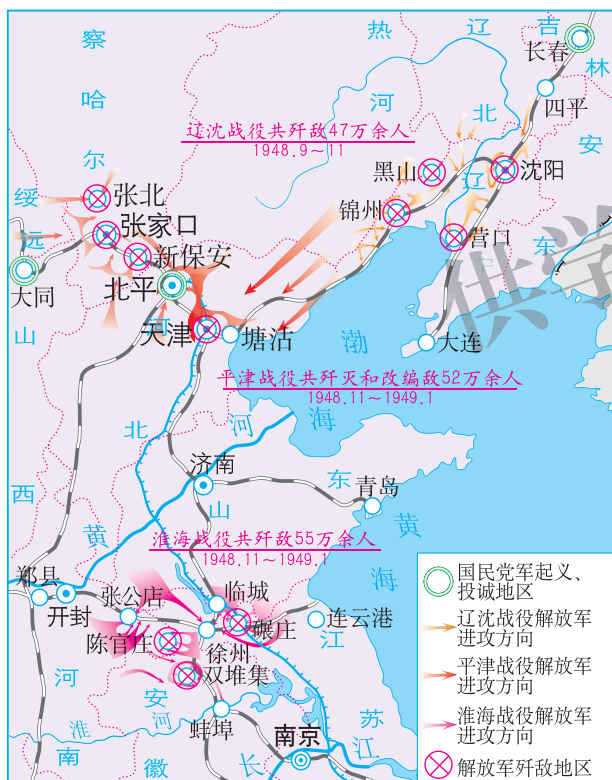 察
哈
尔
热
河
辽
北
吉
林
长春
四平
安
东
辽沈战役共歼敌47万余人
1948.9～11
黑山
沈阳
辽
锦州
营口
绥
远
张北
张家口
新保安
大同
北平
天津
塘沽
大连
供学
山
西
河
北
渤
海
平津战役共歼灭和改编敌52万余人
1948.11～1949.1
河
济南
山
东
青岛
黄
海
黄
淮海战役共歼敌55万余人
1948.11～1949.1
郑县
开封
张公店
临城
碾庄
连云港
陈官庄
徐州
双堆集
江
苏
河
南
安
徽
淮
河
蚌埠
南京
长
江
国民党军起义、
投诚地区
辽沈战役解放军
进攻方向
平津战役解放军
进攻方向
淮海战役解放军
进攻方向
解放军歼敌地区